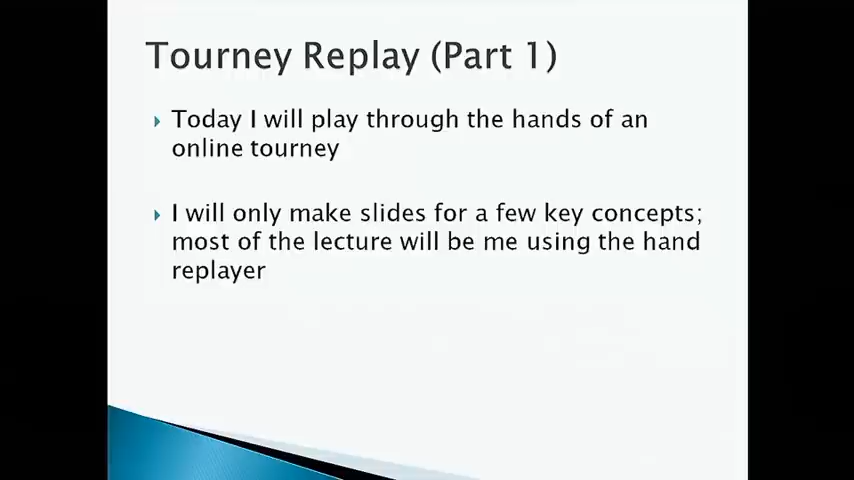 Tourney Replay (Part 1)
Today I will play through the hands of an
online tourney
I will only make slides for a few key concepts;
most of the lecture will be me using the hand
replayer